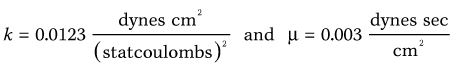 k = 0.0123 dynes cm² / (statcoulombs)² and μ = 0.003 dynes sec / cm²